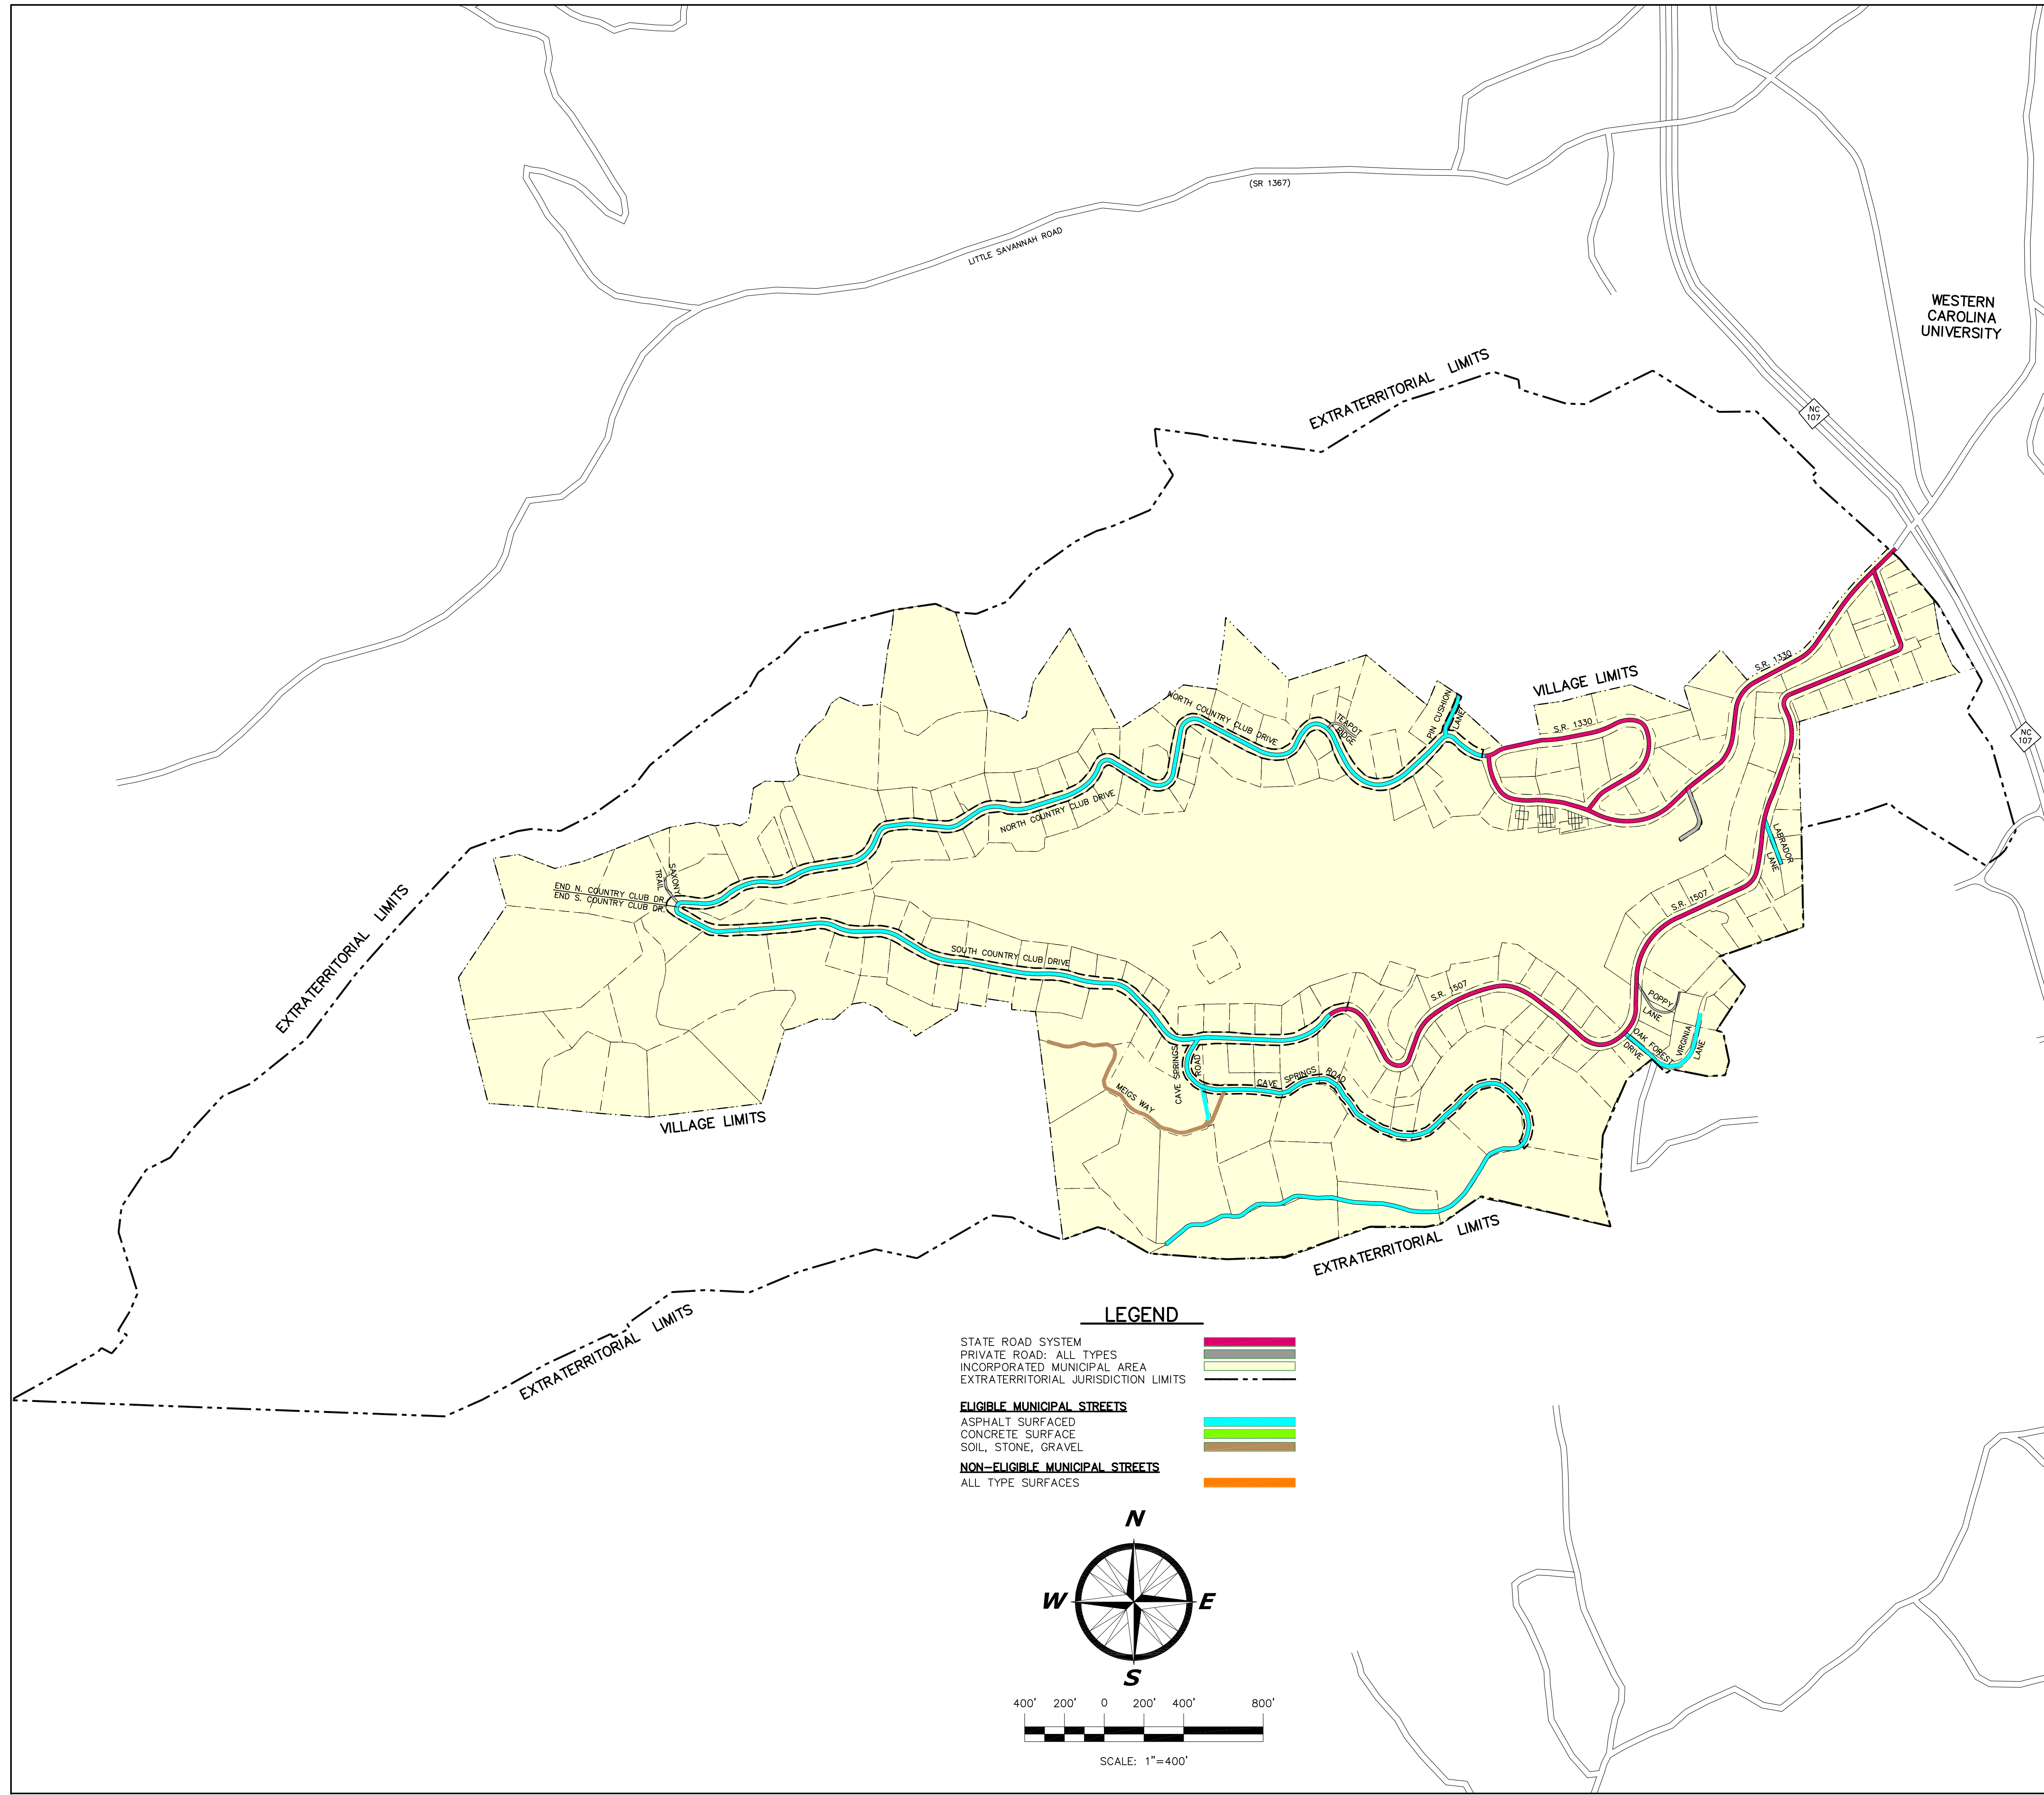 (SR 1367)
LITTLE SAVANNAH ROAD
WESTERN
CAROLINA
UNIVERSITY
EXTRATERRITORIAL LIMITS
NC
107
S.R. 1330
VILLAGE LIMITS
NORTH COUNTRY CLUB DRIVE
TEAPOT
RIDGE
PIN CUSHION
LANE
S.R. 1330
NC
107
NORTH COUNTRY CLUB DRIVE
LABRADOR
LANE
SAXONY
TRAIL
END N. COUNTRY CLUB DR.
END S. COUNTRY CLUB DR.
EXTRATERRITORIAL LIMITS
S.R. 1507
SOUTH COUNTRY CLUB DRIVE
S.R. 1507
POPPY
LANE
OAK FOREST
DRIVE
VIRGINIA
LANE
CAVE SPRINGS
ROAD
CAVE SPRINGS ROAD
MEIGS WAY
VILLAGE LIMITS
EXTRATERRITORIAL LIMITS
EXTRATERRITORIAL LIMITS
LEGEND
STATE ROAD SYSTEM
PRIVATE ROAD: ALL TYPES
INCORPORATED MUNICIPAL AREA
EXTRATERRITORIAL JURISDICTION LIMITS
ELIGIBLE MUNICIPAL STREETS
ASPHALT SURFACED
CONCRETE SURFACE
SOIL, STONE, GRAVEL
NON-ELIGIBLE MUNICIPAL STREETS
ALL TYPE SURFACES
N
W E
S
400' 200' 0 200' 400' 800'
SCALE: 1"=400'